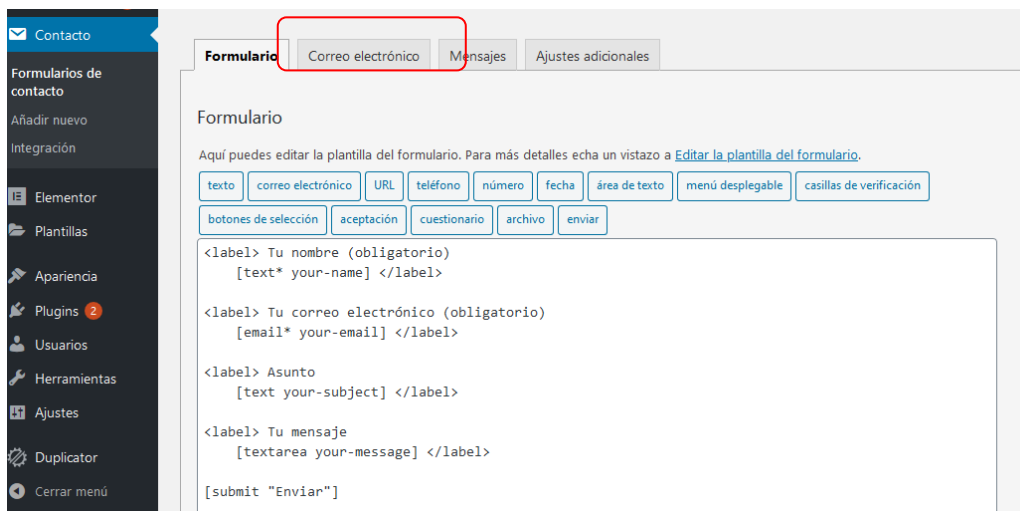 Contacto
Formularios de
contacto
Añadir nuevo
Integración
Elementor
Plantillas
Apariencia
Plugins 2
Usuarios
Herramientas
Ajustes
Duplicator
Cerrar menú
Formulario Correo electrónico Mensajes Ajustes adicionales
Formulario
Aquí puedes editar la plantilla del formulario. Para más detalles echa un vistazo a Editar la plantilla del formulario.
texto correo electrónico URL teléfono número fecha área de texto menú desplegable casillas de verificación
botones de selección aceptación cuestionario archivo enviar
<label> Tu nombre (obligatorio)
[text* your-name] </label>
<label> Tu correo electrónico (obligatorio)
[email* your-email] </label>
<label> Asunto
[text your-subject] </label>
<label> Tu mensaje
[textarea your-message] </label>
[submit "Enviar"]